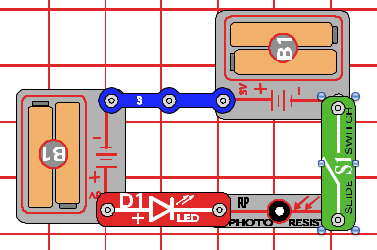 B1
3V + -
3
B1
-
+ 3V
D1
+
LED
RP
PHOTO RESIST
S1
SLIDE SWITCH